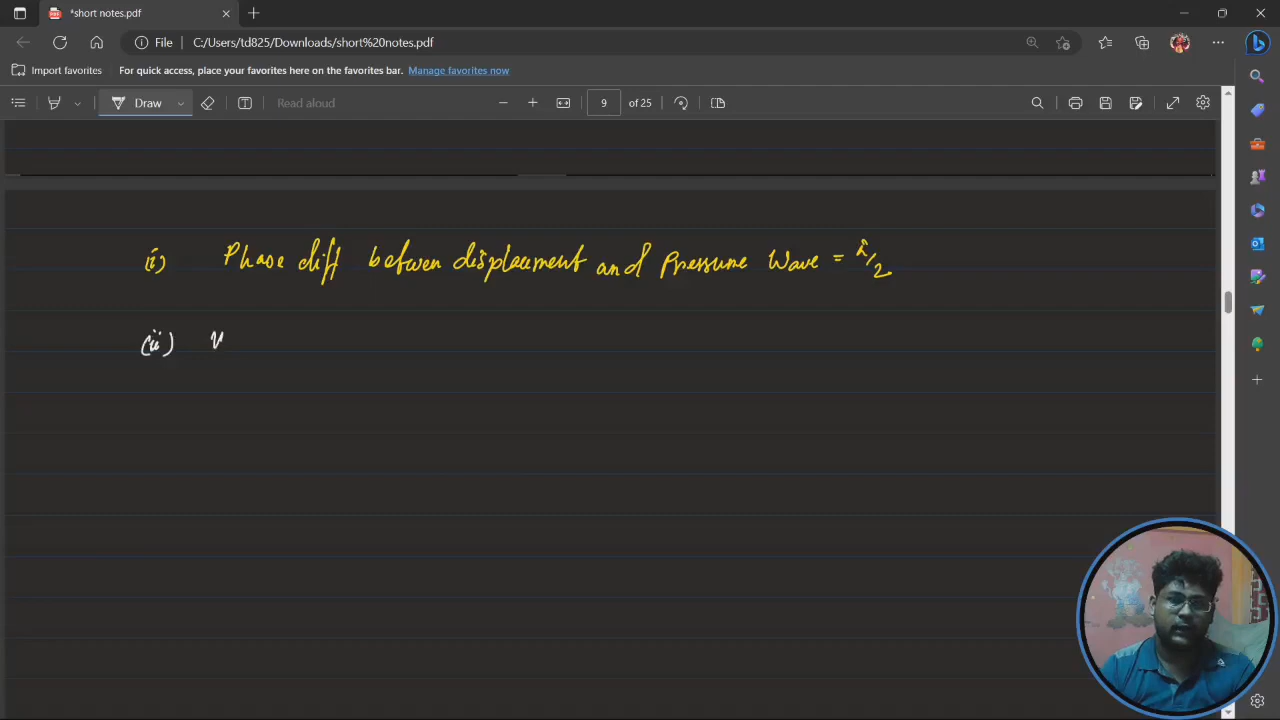 *short notes.pdf
File C:/Users/td825/Downloads/short%20notes.pdf
Import favorites For quick access, place your favorites here on the favorites bar. Manage favorites now
Draw Read aloud 9 of 25
(i) Phase diff between displacement and Pressure Wave = π/2
(ii) V